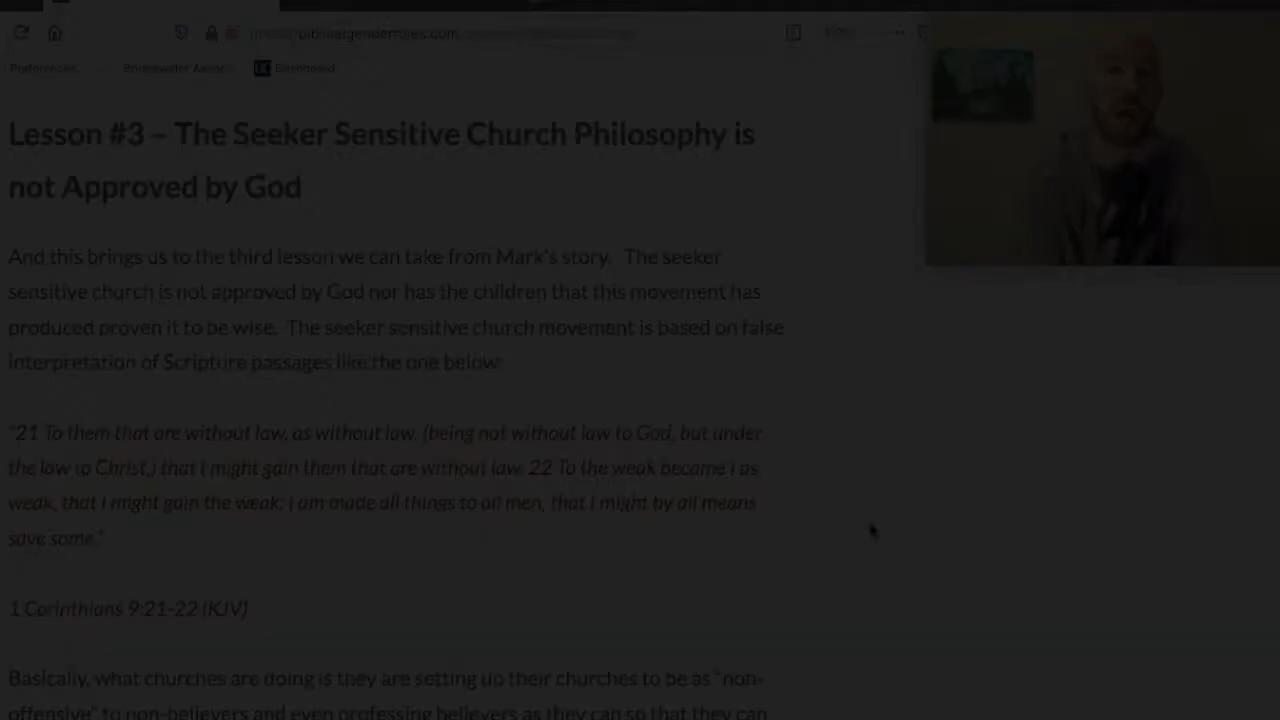 biblicalgenderroles.com
Preferences
Dashboard
Lesson #3 – The Seeker Sensitive Church Philosophy is
not Approved by God
And this brings us to the third lesson we can take from Mark's story. The seeker
sensitive church is not approved by God nor has the children that this movement has
produced proven it to be wise. The seeker sensitive church movement is based on false
interpretation of Scripture passages like the one below:
"21 To them that are without law, as without law, (being not without law to God, but under
the law to Christ,) that I might gain them that are without law. 22 To the weak became I as
weak, that I might gain the weak: I am made all things to all men, that I might by all means
save some."
1 Corinthians 9:21-22 (KJV)
Basically, what churches are doing is they are setting up their churches to be as "non-
offensive" to non-believers and even professing believers as they can so that they can